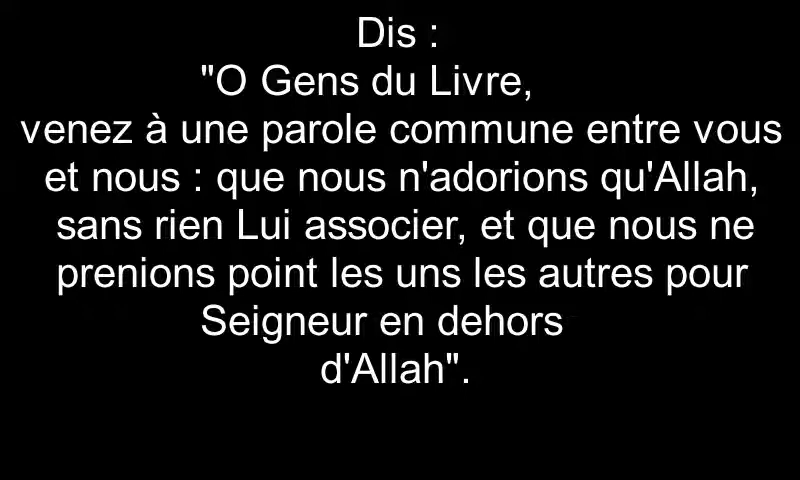 Dis :
"O Gens du Livre,
venez à une parole commune entre vous
et nous : que nous n'adorions qu'Allah,
sans rien Lui associer, et que nous ne
prenions point les uns les autres pour
Seigneur en dehors
d'Allah".